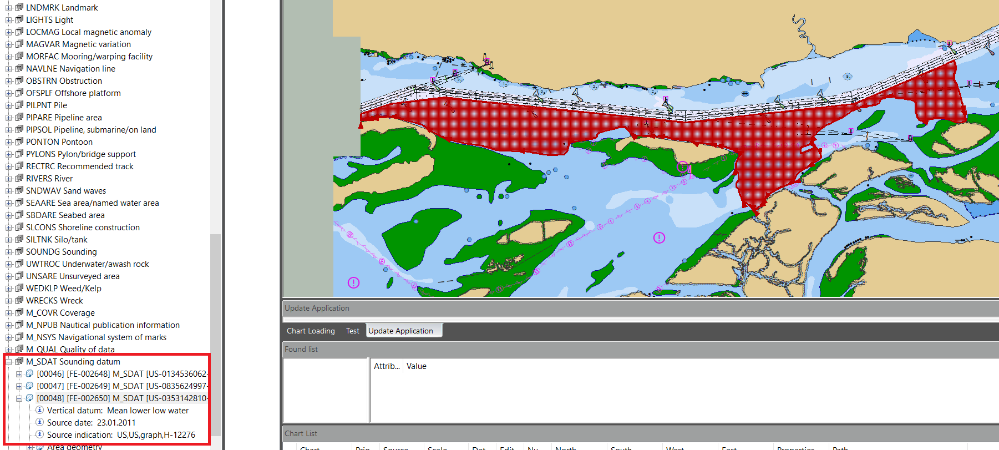 LNDMRK Landmark
LIGHTS Light
LOCMAG Local magnetic anomaly
MAGVAR Magnetic variation
MORFAC Mooring/warping facility
NAVLNE Navigation line
OBSTRN Obstruction
OFSPLF Offshore platform
PILPNT Pile
PIPARE Pipeline area
PIPSOL Pipeline, submarine/on land
PONTON Pontoon
PYLONS Pylon/bridge support
RECTRC Recommended track
RIVERS River
SNDWAV Sand waves
SEAARE Sea area/named water area
SBDARE Seabed area
SLCONS Shoreline construction
SILTNK Silo/tank
SOUNDG Sounding
UWTROC Underwater/awash rock
UNSARE Unsurveyed area
WEDKLP Weed/Kelp
WRECKS Wreck
M_COVR Coverage
M_NPUB Nautical publication information
M_NSYS Navigational system of marks
M_QUAL Quality of data
M_SDAT Sounding datum
[00046] [FE-002648] M_SDAT [US-0134536062-
[00047] [FE-002649] M_SDAT [US-0835624997-
[00048] [FE-002650] M_SDAT [US-0353142810-
Vertical datum: Mean lower low water
Source date: 23.01.2011
Source indication: US,US,graph,H-12276
Area geometry
Update Application
Chart Loading Test Update Application
Found list
Attrib... Value
Chart List
Chart Prio Source Scale Dat Edit Nu North South West East Properties Path